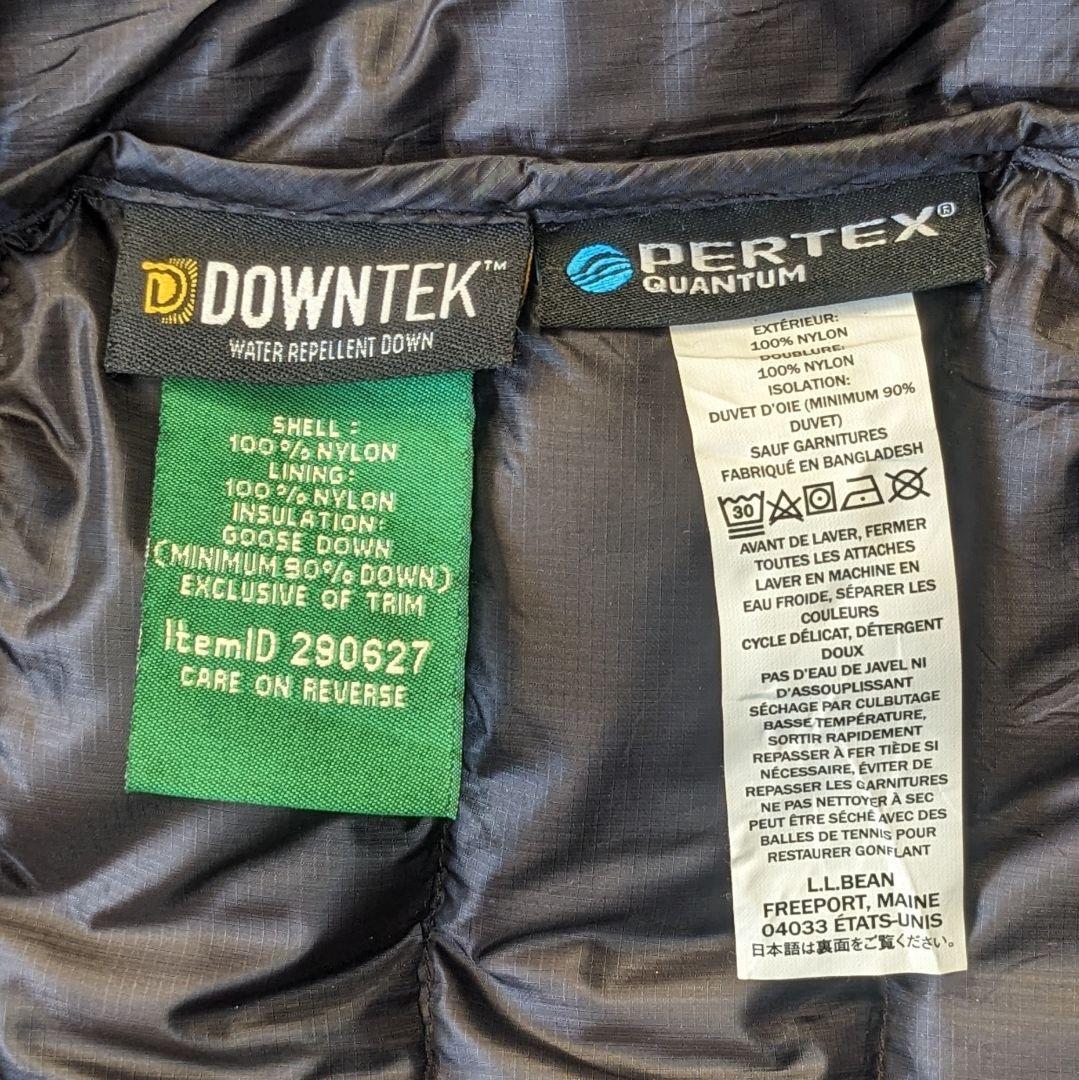 DOWNTEK™
WATER REPELLENT DOWN
SHELL :
100% NYLON
LINING:
100% NYLON
INSULATION:
GOOSE DOWN
(MINIMUM 90% DOWN)
EXCLUSIVE OF TRIM
ItemID 290627
CARE ON REVERSE
PERTEX®
QUANTUM
EXTÉRIEUR:
100% NYLON
DOUBLURE:
100% NYLON
ISOLATION:
DUVET D'OIE (MINIMUM 90%
DUVET)
SAUF GARNITURES
FABRIQUÉ EN BANGLADESH
30
AVANT DE LAVER, FERMER
TOUTES LES ATTACHES
LAVER EN MACHINE EN
EAU FROIDE, SÉPARER LES
COULEURS
CYCLE DÉLICAT, DÉTERGENT
DOUX
PAS D'EAU DE JAVEL NI
D'ASSOUPLISSANT
SÉCHAGE PAR CULBUTAGE
BASSE TEMPÉRATURE,
SORTIR RAPIDEMENT
REPASSER À FER TIÈDE SI
NÉCESSAIRE, ÉVITER DE
REPASSER LES GARNITURES
NE PAS NETTOYER À SEC
PEUT ÊTRE SÉCHÉ AVEC DES
BALLES DE TENNIS POUR
RESTAURER GONFLANT
L.L.BEAN
FREEPORT, MAINE
04033 ÉTATS-UNIS
日本語は裏面をご覧ください。